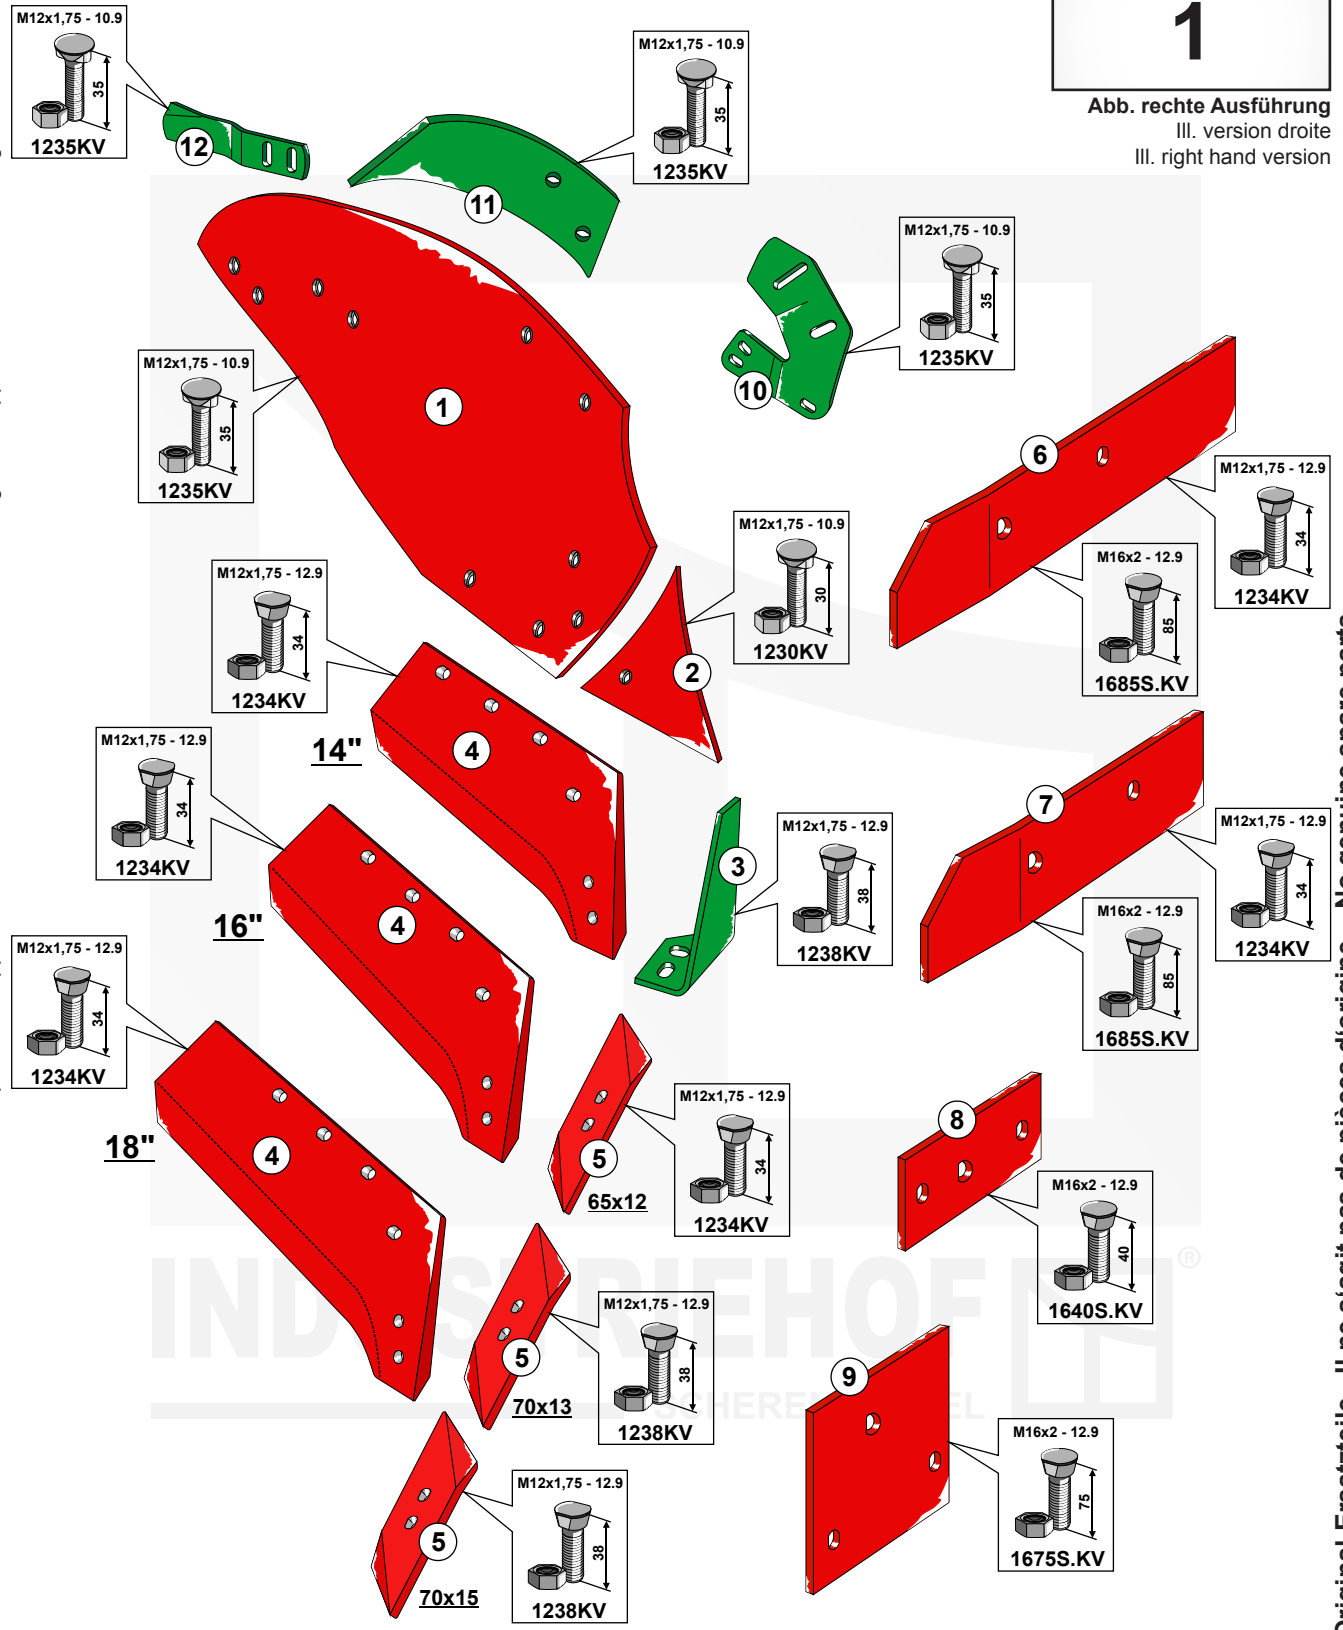 1
Abb. rechte Ausführung
Ill. version droite
Ill. right hand version
M12x1,75 - 10.9
35
1235KV
12
M12x1,75 - 10.9
35
1235KV
11
M12x1,75 - 10.9
35
1235KV
10
M12x1,75 - 10.9
35
1235KV
1
6
M12x1,75 - 12.9
34
1234KV
M16x2 - 12.9
85
1685S.KV
M12x1,75 - 10.9
30
1230KV
2
M12x1,75 - 12.9
34
1234KV
14"
4
M12x1,75 - 12.9
34
1234KV
16"
4
7
M12x1,75 - 12.9
34
1234KV
M16x2 - 12.9
85
1685S.KV
3
M12x1,75 - 12.9
38
1238KV
M12x1,75 - 12.9
34
1234KV
18"
4
5
65x12
M12x1,75 - 12.9
34
1234KV
8
M16x2 - 12.9
40
1640S.KV
5
70x13
M12x1,75 - 12.9
38
1238KV
9
M16x2 - 12.9
75
1675S.KV
5
70x15
M12x1,75 - 12.9
38
1238KV
INDUSTRIEHOF
®